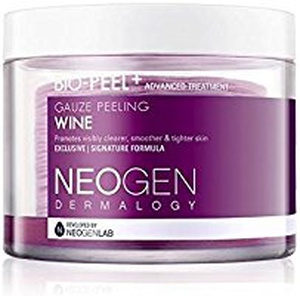 BIO-PEEL+ ADVANCED TREATMENT
GAUZE PEELING
WINE
Promotes visibly clearer, smoother & tighter skin
EXCLUSIVE | SIGNATURE FORMULA
NEOGEN
DERMALOGY
N DEVELOPED BY
NEOGENLAB